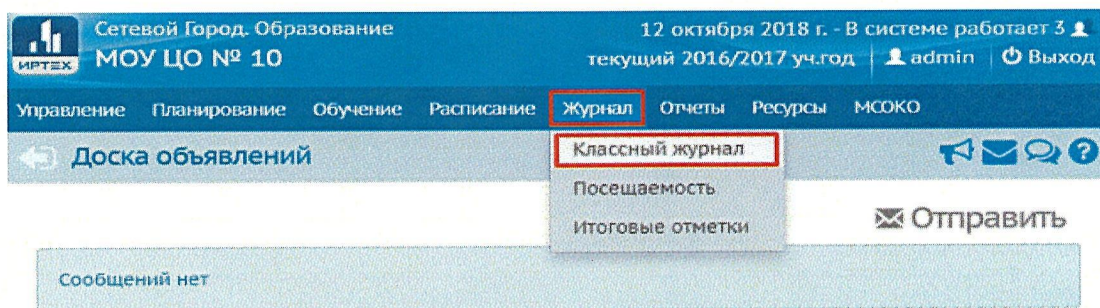 Сетевой Город. Образование
12 октября 2018 г. - В системе работает 3
ИРТЕХ
МОУ ЦО № 10
текущий 2016/2017 уч.год
admin
Выход
Управление Планирование Обучение Расписание Журнал Отчеты Ресурсы МСОКО
Доска объявлений
Классный журнал
Посещаемость
Итоговые отметки
Отправить
Сообщений нет